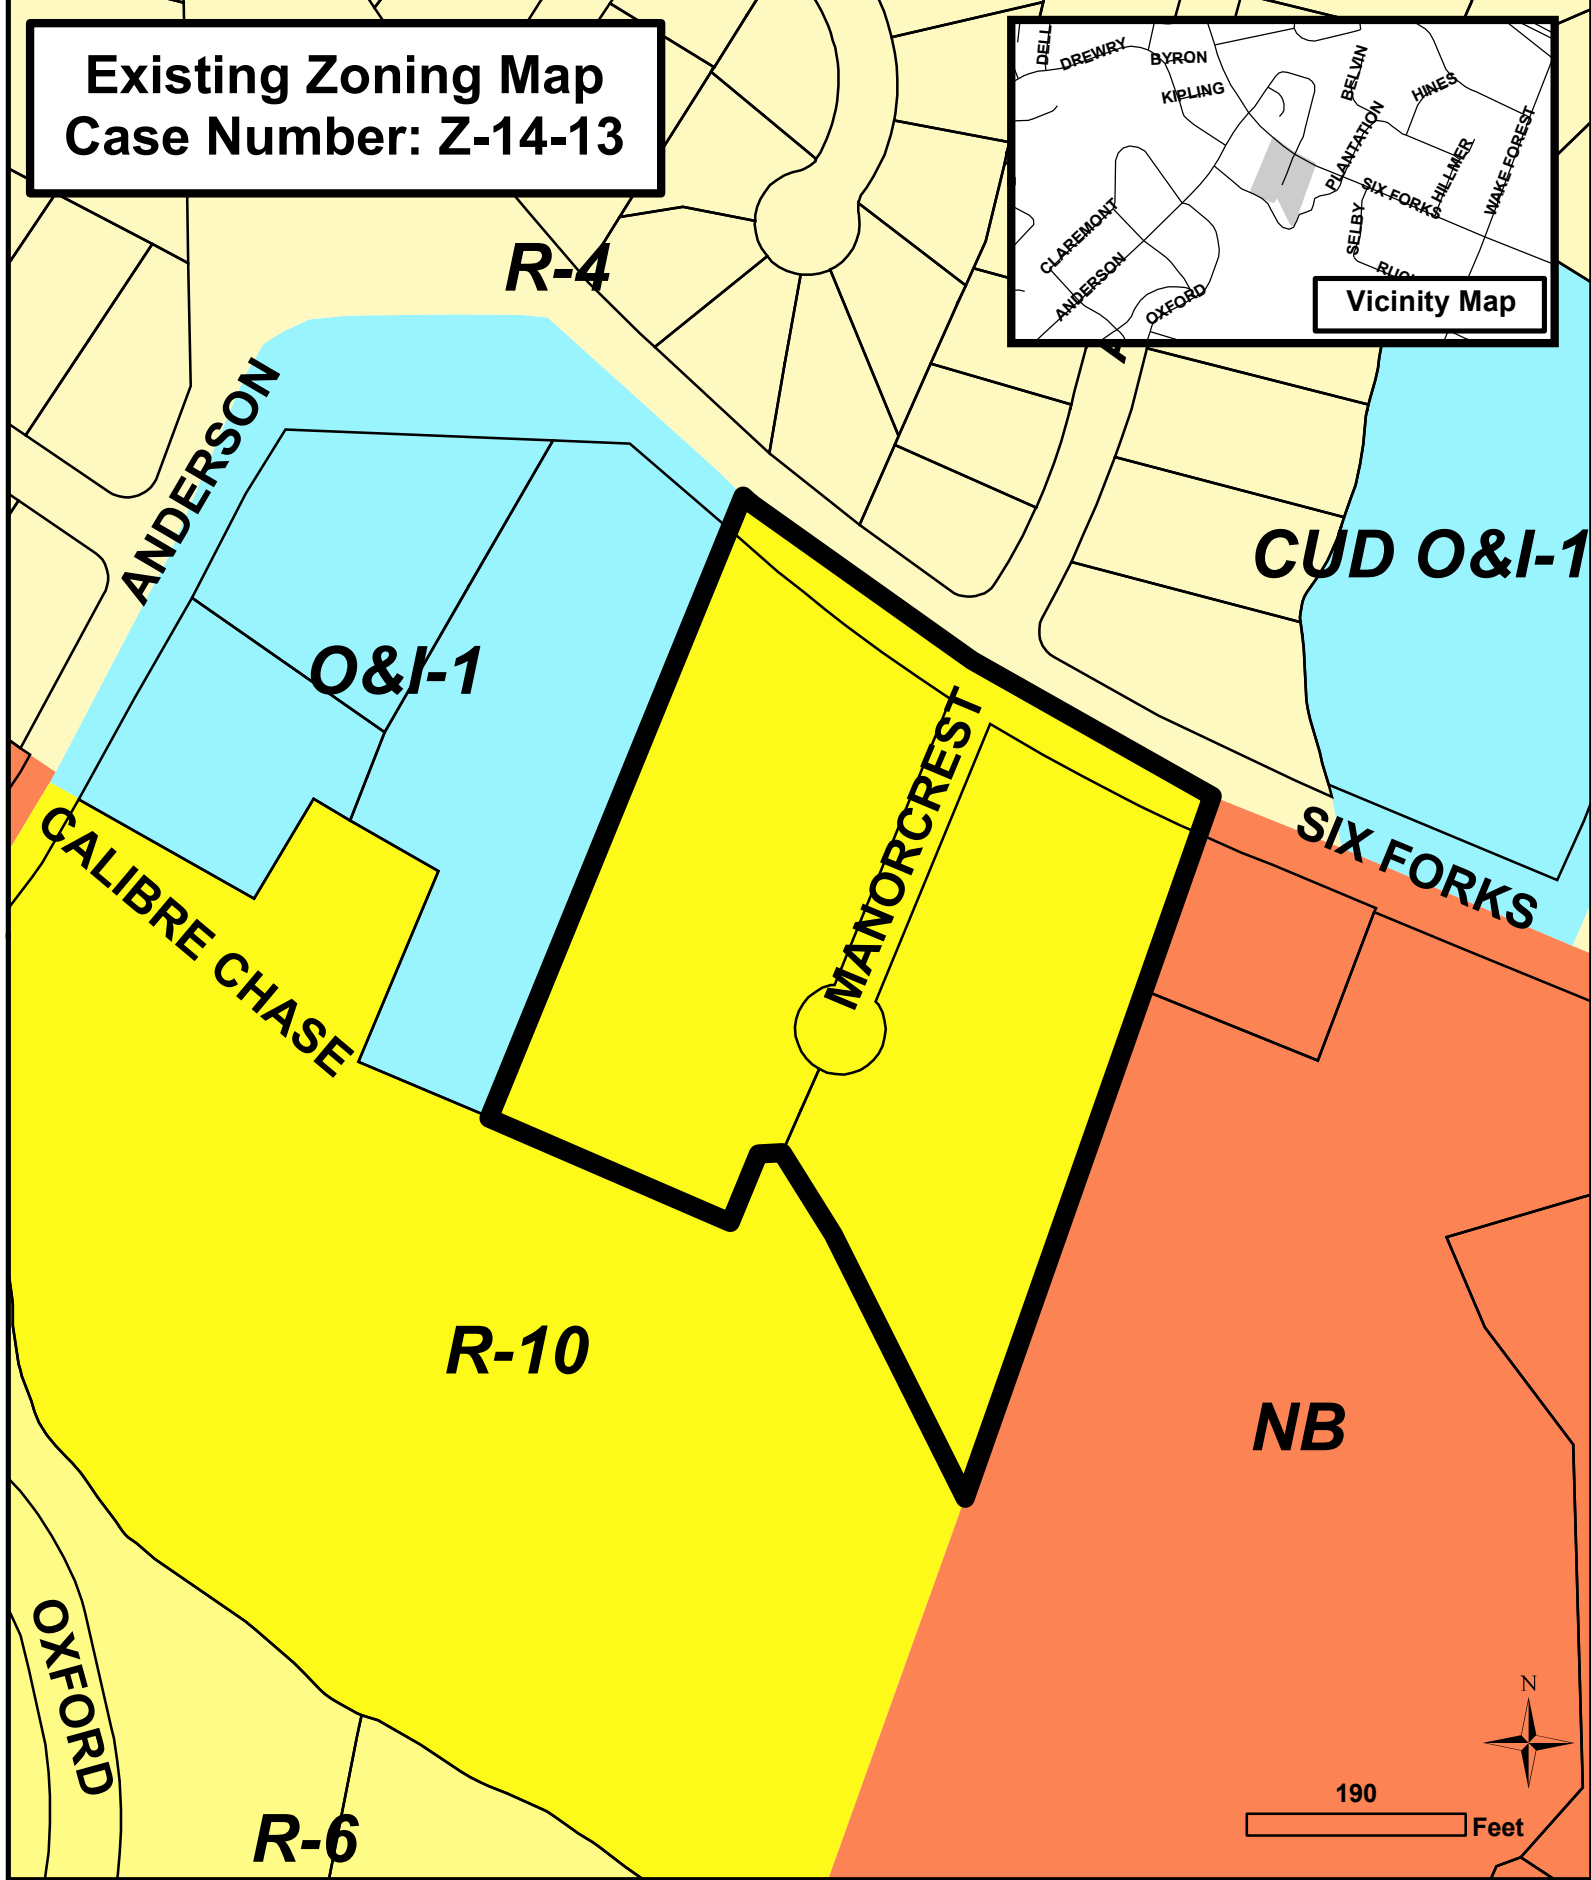 Existing Zoning Map
Case Number: Z-14-13
DELL
DREWRY
BYRON
KIPLING
BELVIN
HINES
PLANTATION
HILLMER
WAKE FOREST
SIX FORKS
SELBY
CLAREMONT
ANDERSON
OXFORD
Vicinity Map
R-4
ANDERSON
CUD O&I-1
O&I-1
MANORCREST
SIX FORKS
CALIBRE CHASE
R-10
NB
OXFORD
R-6
N
190
Feet